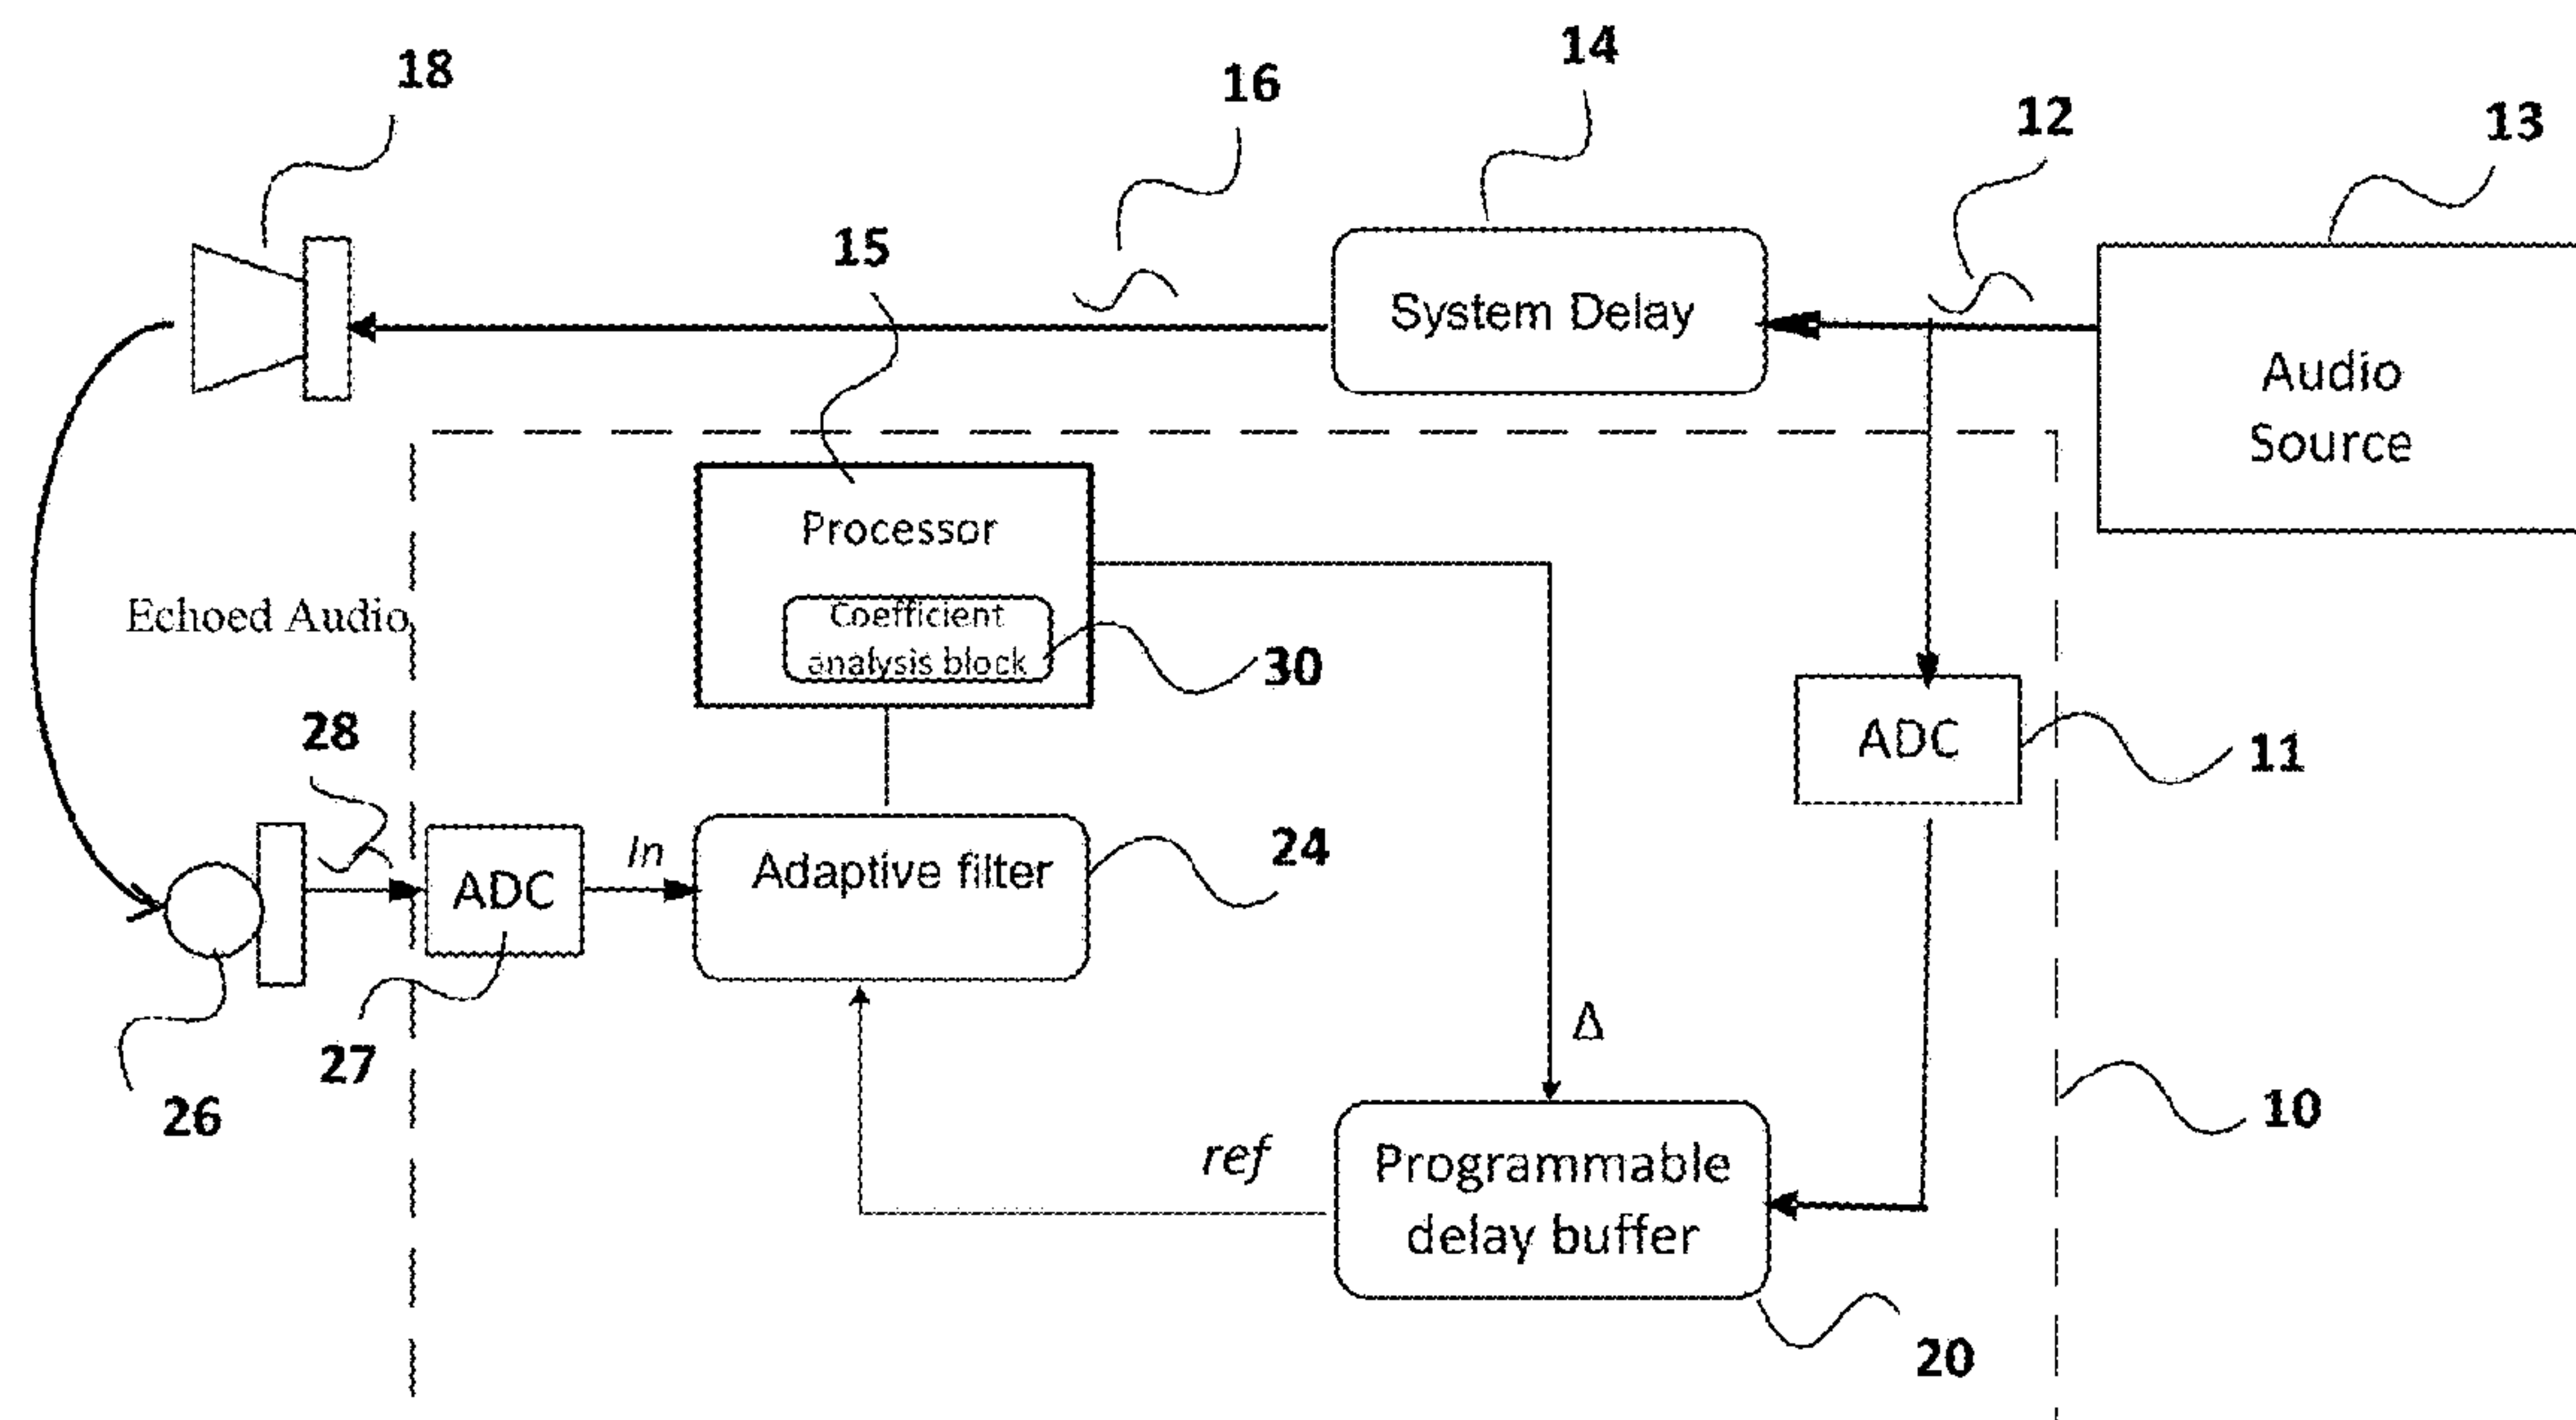 14
18
16
12
13
15
System Delay
Audio
Source
Processor
Coefficient
analysis block
30
Echoed Audio
28
ADC
11
In
24
Adaptive filter
ADC
27
Δ
26
10
ref
Programmable
delay buffer
20